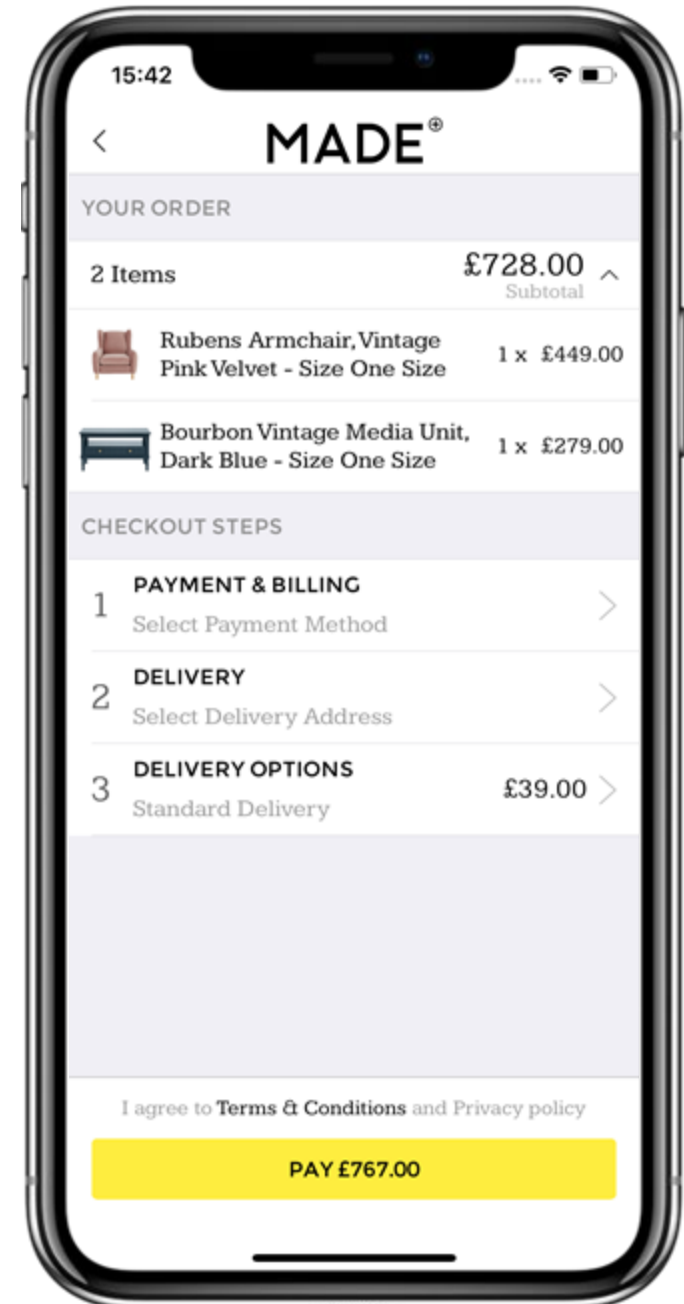 15:42
MADE
YOUR ORDER
2 Items
£728.00
Subtotal
Rubens Armchair, Vintage
Pink Velvet - Size One Size
1 x £449.00
Bourbon Vintage Media Unit,
Dark Blue - Size One Size
1 x £279.00
CHECKOUT STEPS
1
PAYMENT & BILLING
Select Payment Method
2
DELIVERY
Select Delivery Address
3
DELIVERY OPTIONS
Standard Delivery
£39.00
I agree to Terms & Conditions and Privacy policy
PAY £767.00